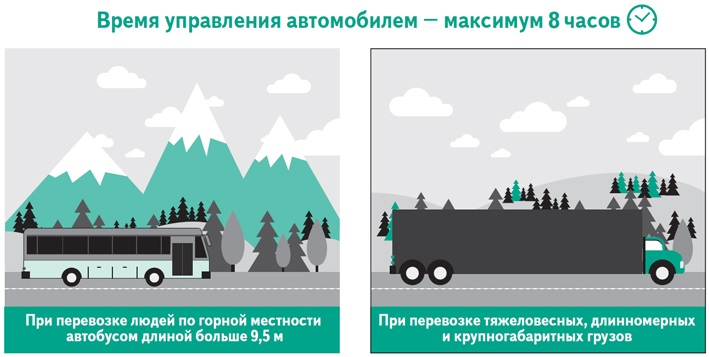 Время управления автомобилем — максимум 8 часов
При перевозке людей по горной местности
автобусом длиной больше 9,5 м
При перевозке тяжеловесных, длинномерных
и крупногабаритных грузов